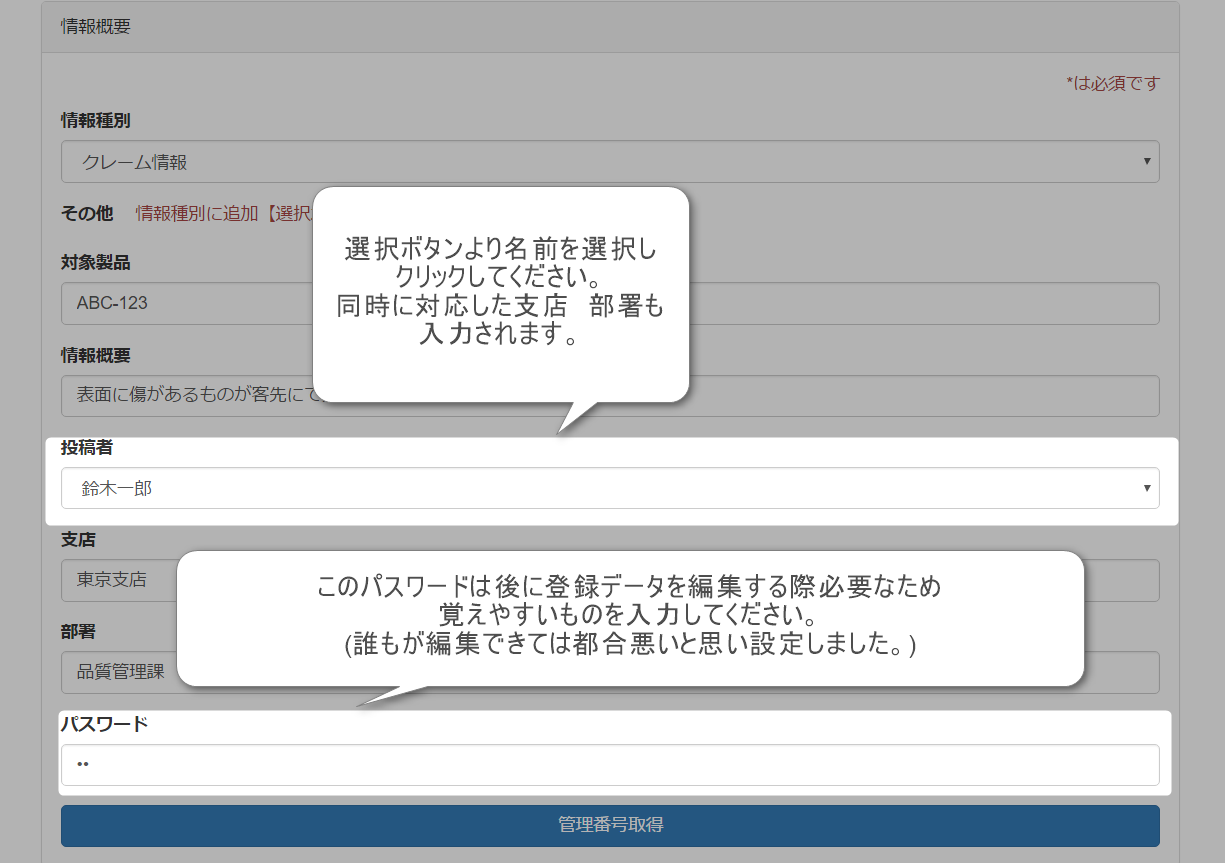 情報概要
*は必須です
情報種別
クレーム情報
その他 情報種別に追加【選択
選択ボタンより名前を選択し
クリックしてください。
同時に対応した支店　部署も
入力されます。
対象製品
ABC-123
情報概要
表面に傷があるものが客先にて
投稿者
鈴木一郎
支店
東京支店
このパスワードは後に登録データを編集する際必要なため
覚えやすいものを入力してください。
(誰もが編集できては都合悪いと思い設定しました。)
部署
品質管理課
パスワード
••
管理番号取得